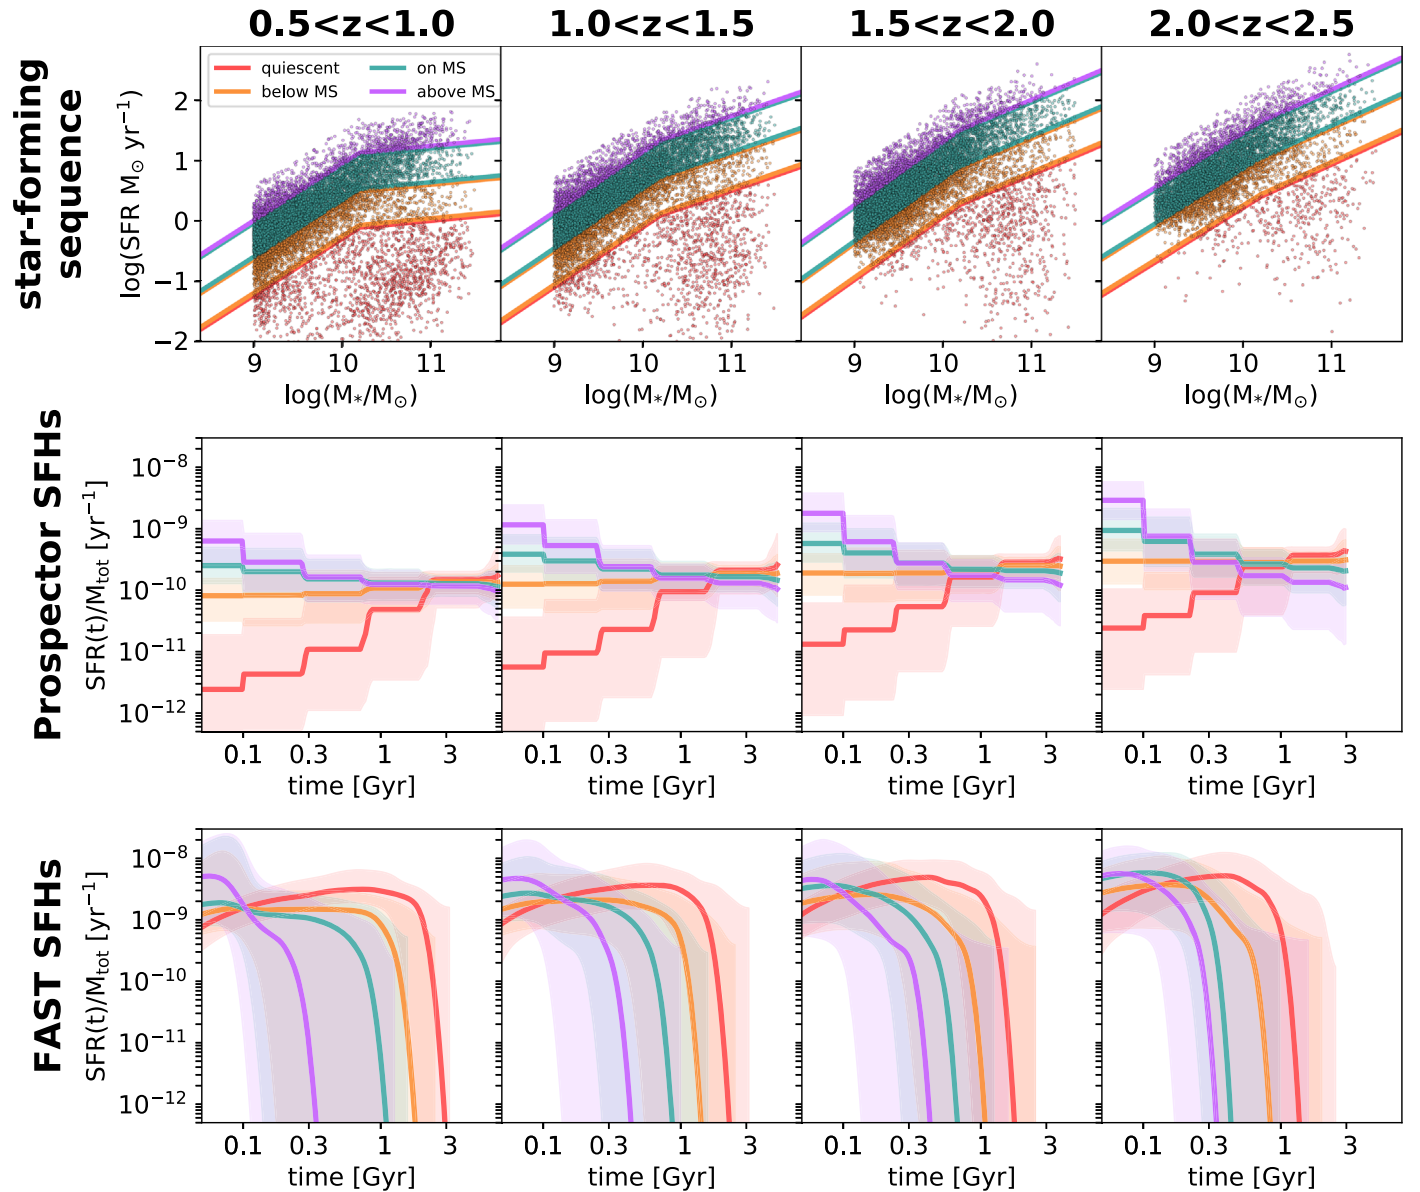 0.5<z<1.0 1.0<z<1.5 1.5<z<2.0 2.0<z<2.5
star-forming
sequence
log(SFR M⊙ yr⁻¹)
quiescent on MS
below MS above MS
2
1
0
−1
−2
9 10 11 9 10 11 9 10 11 9 10 11
log(M*/M⊙) log(M*/M⊙) log(M*/M⊙) log(M*/M⊙)
Prospector SFHs
SFR(t)/Mtot [yr⁻¹]
10⁻⁸
10⁻⁹
10⁻¹⁰
10⁻¹¹
10⁻¹²
0.1 0.3 1 3 0.1 0.3 1 3 0.1 0.3 1 3 0.1 0.3 1 3
time [Gyr] time [Gyr] time [Gyr] time [Gyr]
FAST SFHs
SFR(t)/Mtot [yr⁻¹]
10⁻⁸
10⁻⁹
10⁻¹⁰
10⁻¹¹
10⁻¹²
0.1 0.3 1 3 0.1 0.3 1 3 0.1 0.3 1 3 0.1 0.3 1 3
time [Gyr] time [Gyr] time [Gyr] time [Gyr]